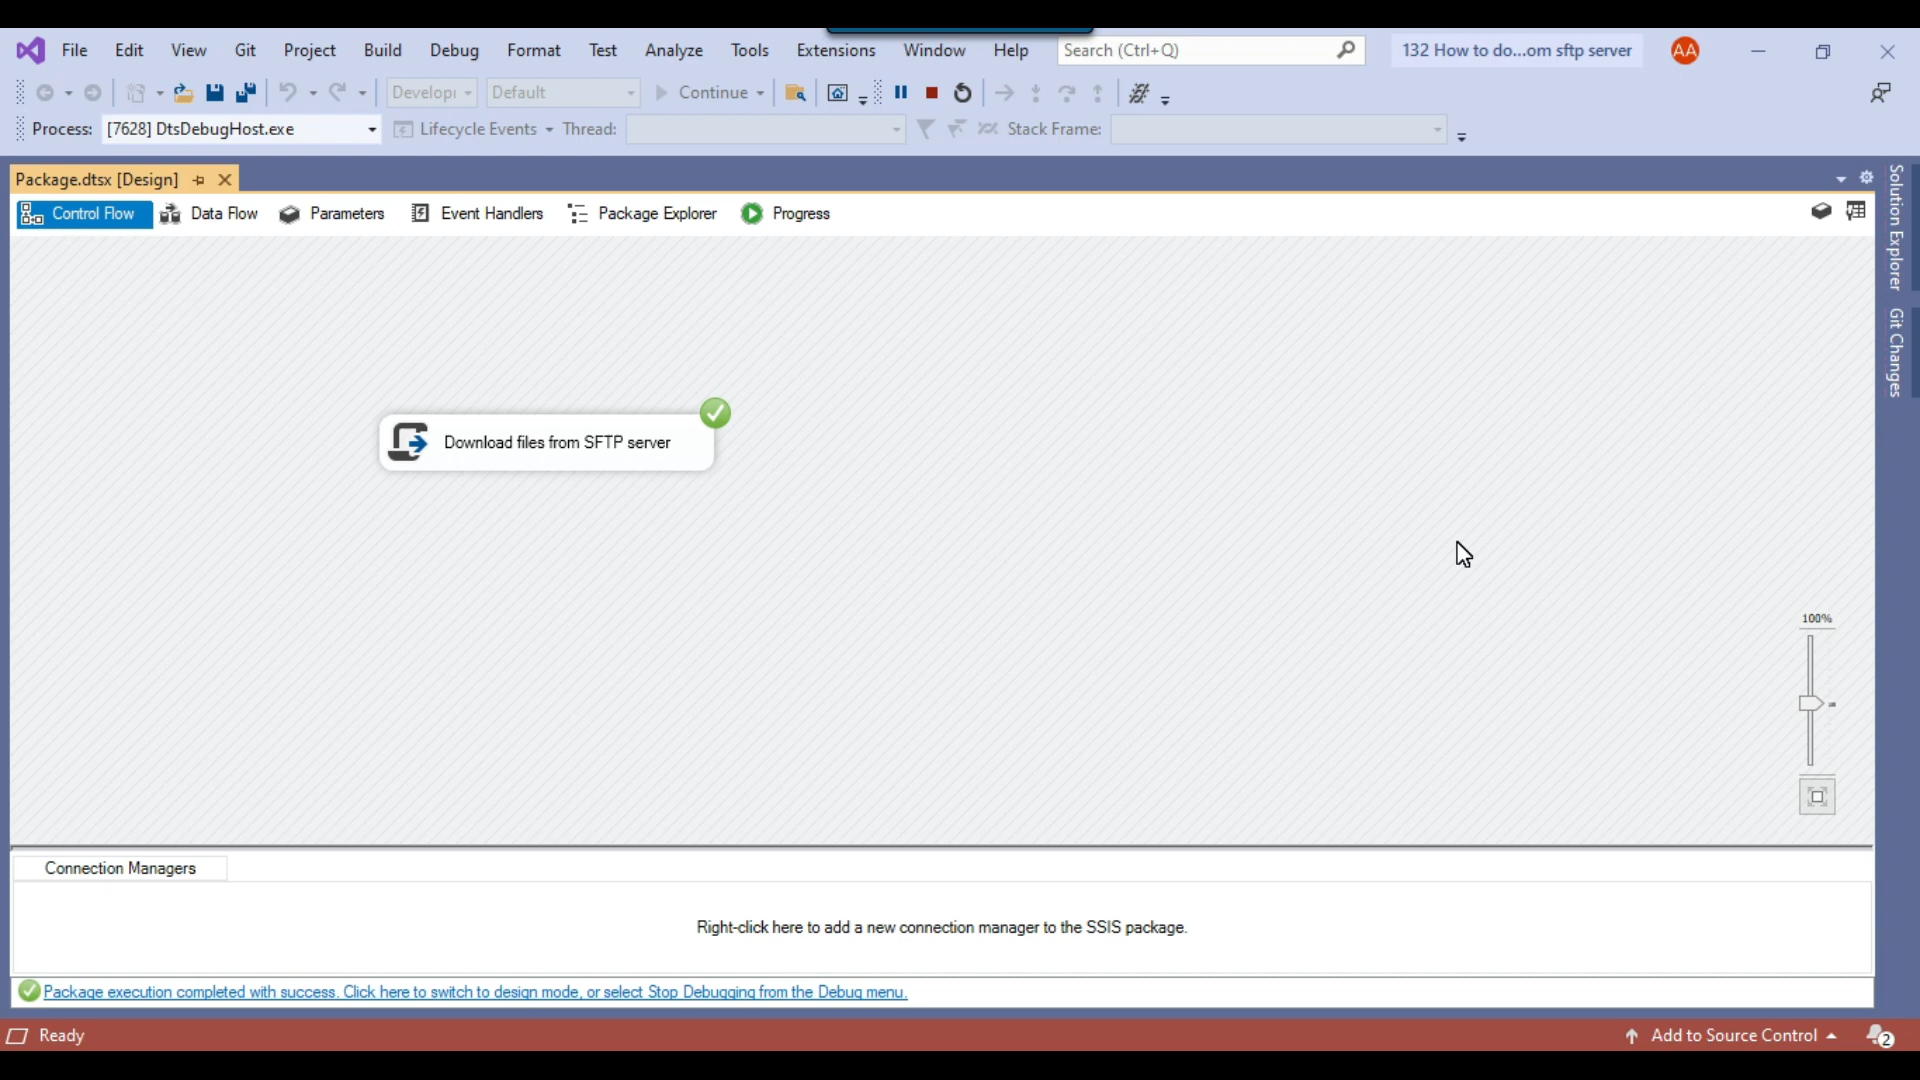 File Edit View Git Project Build Debug Format Test Analyze Tools Extensions Window Help Search (Ctrl+Q) 132 How to do...om sftp server AA
Developi Default Continue
Process: [7628] DtsDebugHost.exe Lifecycle Events Thread: Stack Frame:
Package.dtsx [Design]
Control Flow Data Flow Parameters Event Handlers Package Explorer Progress
Solution Explorer
Git Changes
Download files from SFTP server
100%
Connection Managers
Right-click here to add a new connection manager to the SSIS package.
Package execution completed with success. Click here to switch to design mode, or select Stop Debugging from the Debug menu.
Ready Add to Source Control 2